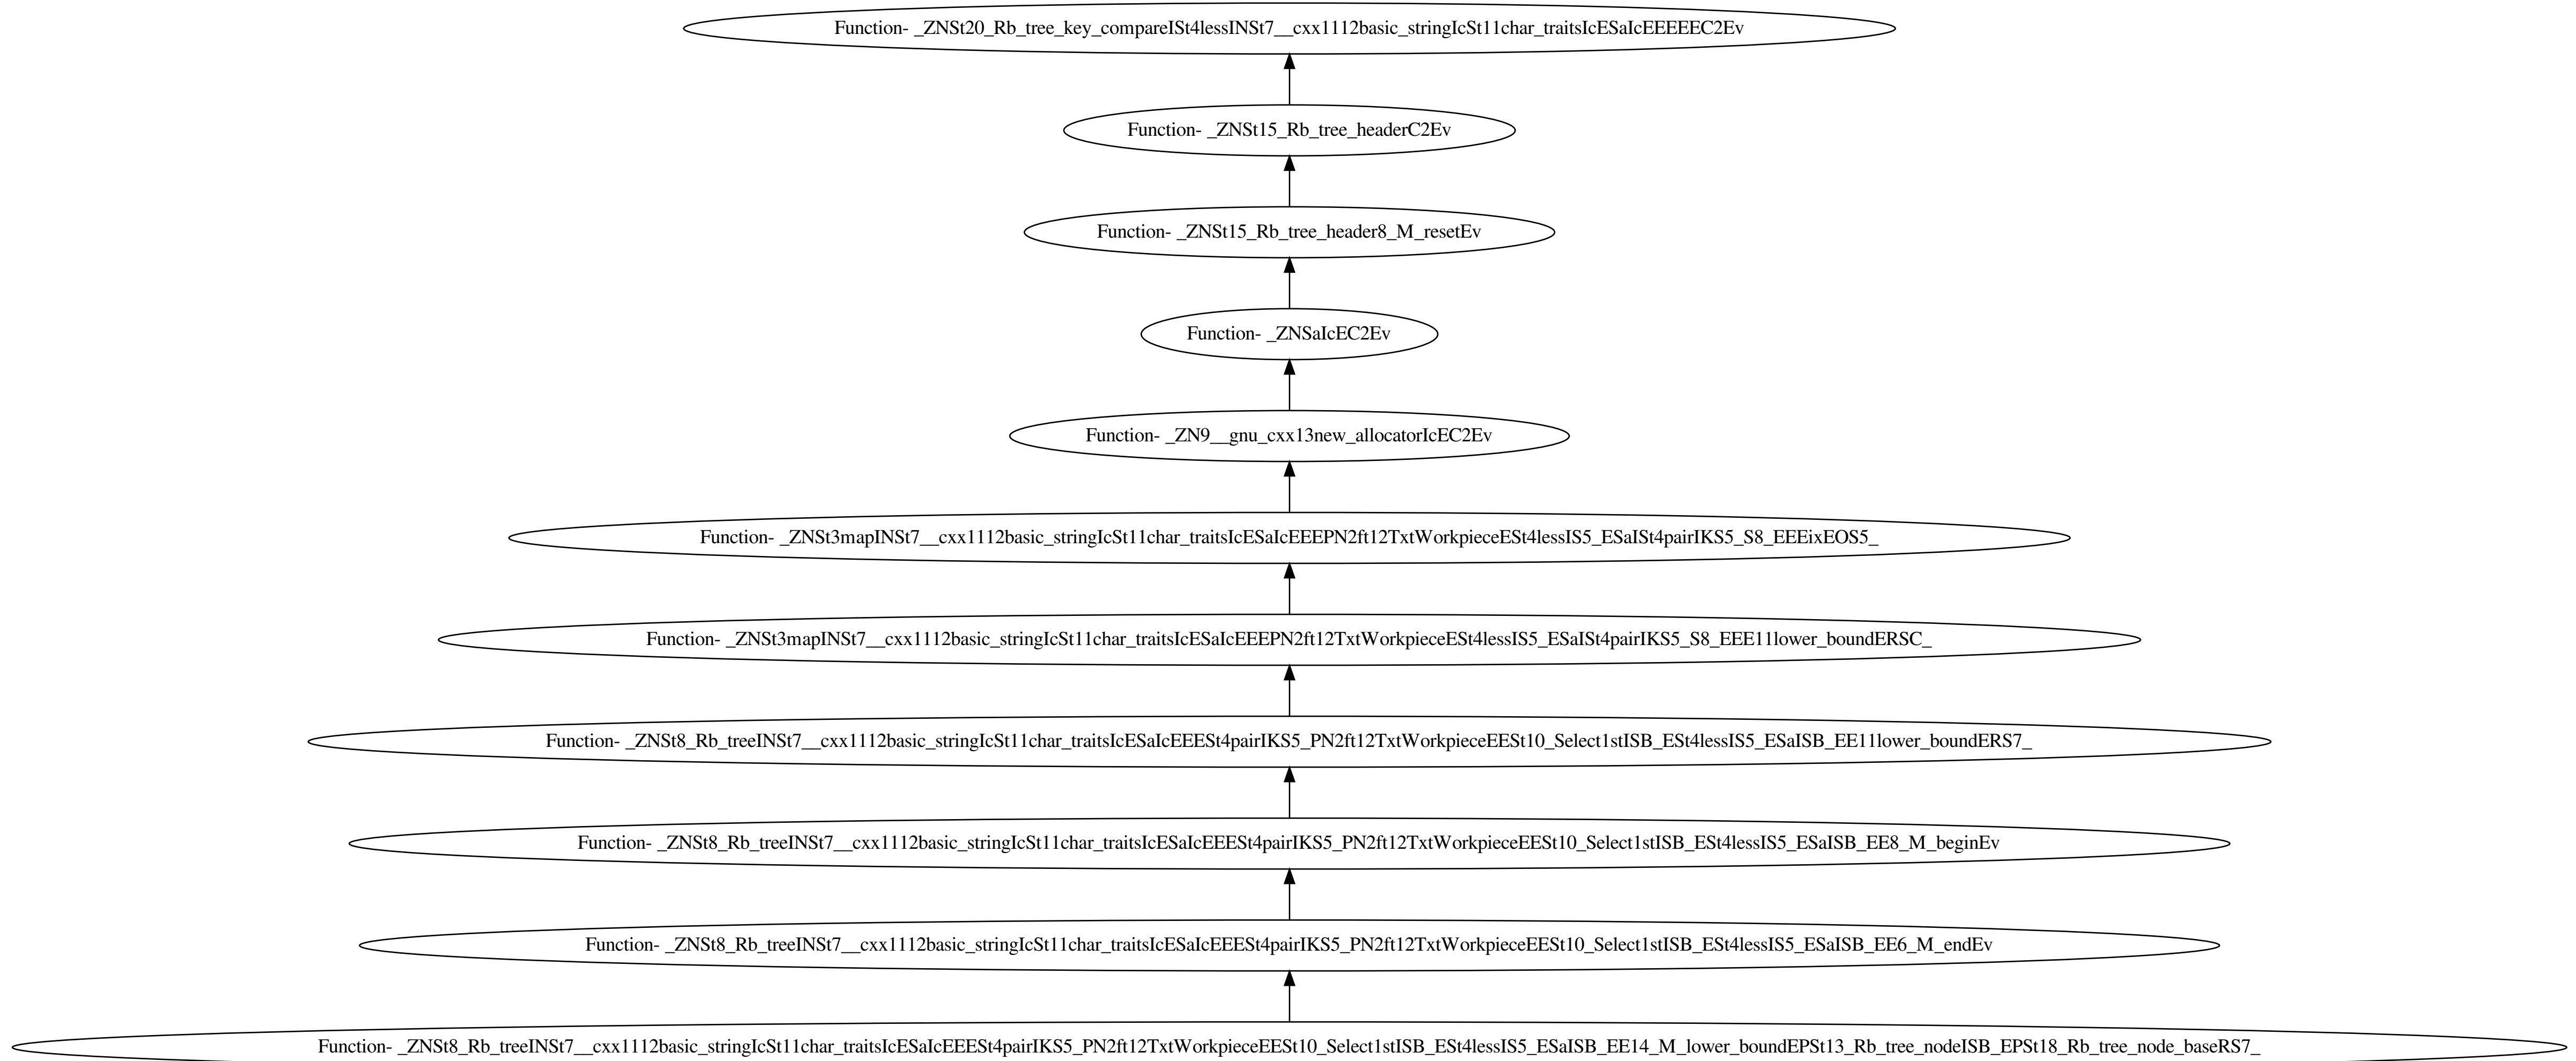 Function- _ZNSt20_Rb_tree_key_compareISt4lessINSt7__cxx1112basic_stringIcSt11char_traitsIcESaIcEEEEEC2Ev
Function- _ZNSt15_Rb_tree_headerC2Ev
Function- _ZNSt15_Rb_tree_header8_M_resetEv
Function- _ZNSaIcEC2Ev
Function- _ZN9__gnu_cxx13new_allocatorIcEC2Ev
Function- _ZNSt3mapINSt7__cxx1112basic_stringIcSt11char_traitsIcESaIcEEEPN2ft12TxtWorkpieceESt4lessIS5_ESaISt4pairIKS5_S8_EEEixEOS5_
Function- _ZNSt3mapINSt7__cxx1112basic_stringIcSt11char_traitsIcESaIcEEEPN2ft12TxtWorkpieceESt4lessIS5_ESaISt4pairIKS5_S8_EEE11lower_boundERSC_
Function- _ZNSt8_Rb_treeINSt7__cxx1112basic_stringIcSt11char_traitsIcESaIcEEESt4pairIKS5_PN2ft12TxtWorkpieceEESt10_Select1stISB_ESt4lessIS5_ESaISB_EE11lower_boundERS7_
Function- _ZNSt8_Rb_treeINSt7__cxx1112basic_stringIcSt11char_traitsIcESaIcEEESt4pairIKS5_PN2ft12TxtWorkpieceEESt10_Select1stISB_ESt4lessIS5_ESaISB_EE8_M_beginEv
Function- _ZNSt8_Rb_treeINSt7__cxx1112basic_stringIcSt11char_traitsIcESaIcEEESt4pairIKS5_PN2ft12TxtWorkpieceEESt10_Select1stISB_ESt4lessIS5_ESaISB_EE6_M_endEv
Function- _ZNSt8_Rb_treeINSt7__cxx1112basic_stringIcSt11char_traitsIcESaIcEEESt4pairIKS5_PN2ft12TxtWorkpieceEESt10_Select1stISB_ESt4lessIS5_ESaISB_EE14_M_lower_boundEPSt13_Rb_tree_nodeISB_EPSt18_Rb_tree_node_baseRS7_